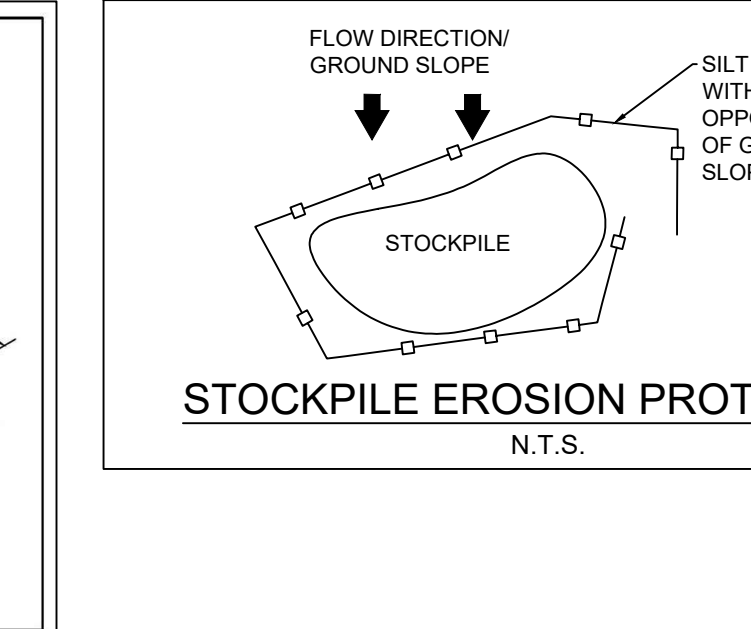 FLOW DIRECTION/
GROUND SLOPE
SILT
WITH
OPPO
OF G
SLOP
STOCKPILE
STOCKPILE EROSION PROT
N.T.S.